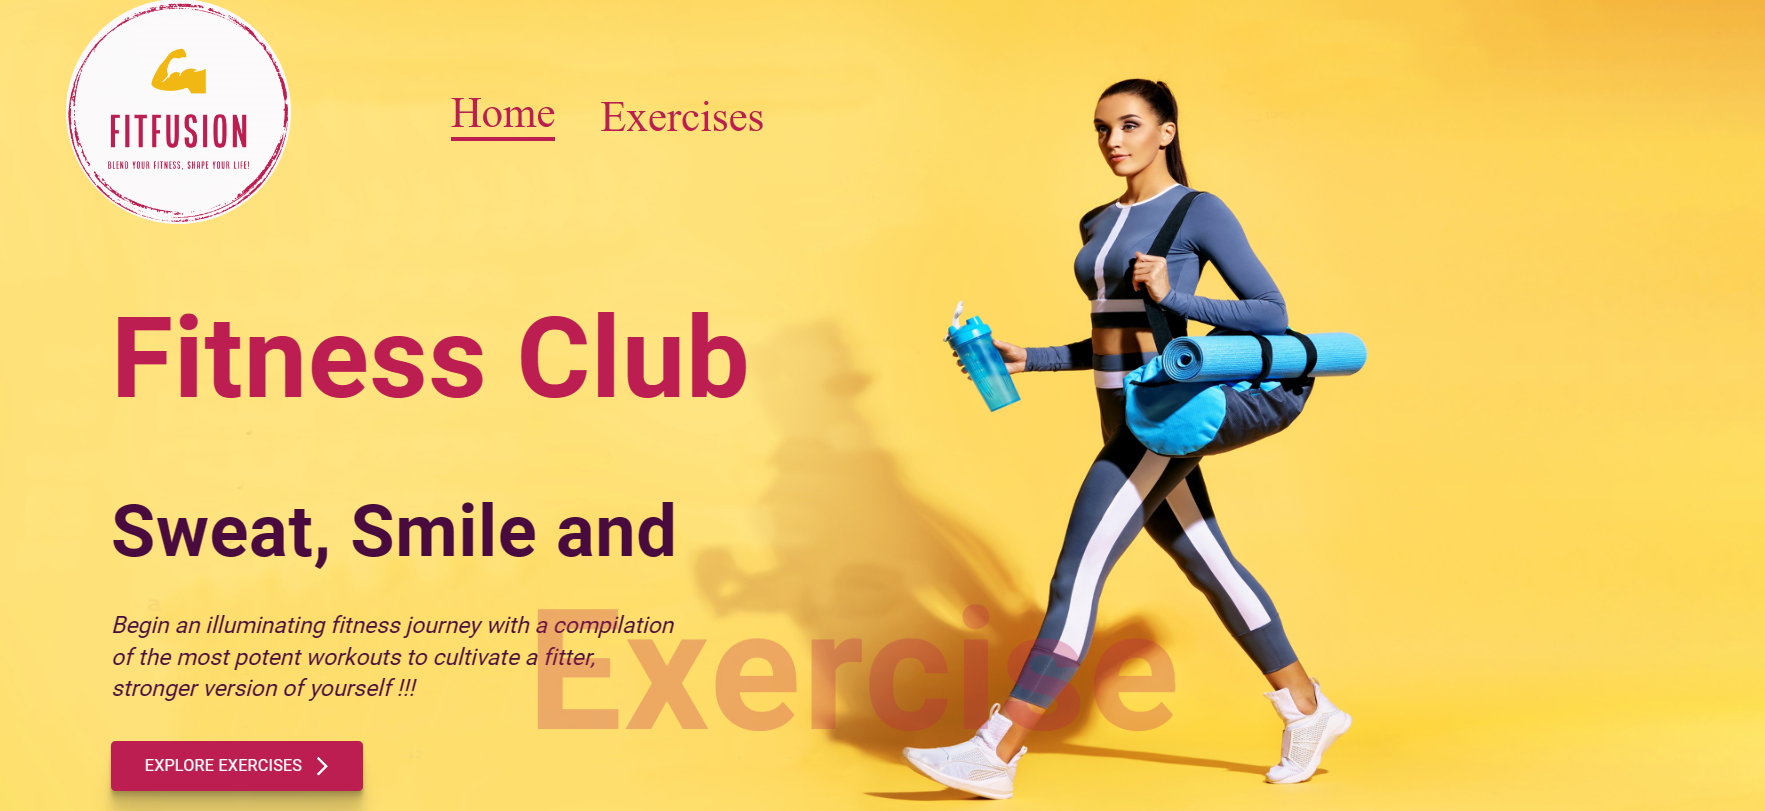 FITFUSION
BLEND YOUR FITNESS, SHAPE YOUR LIFE!
Home
Exercises
Fitness Club
Sweat, Smile and
Begin an illuminating fitness journey with a compilation
of the most potent workouts to cultivate a fitter,
stronger version of yourself !!!
Exercise
EXPLORE EXERCISES